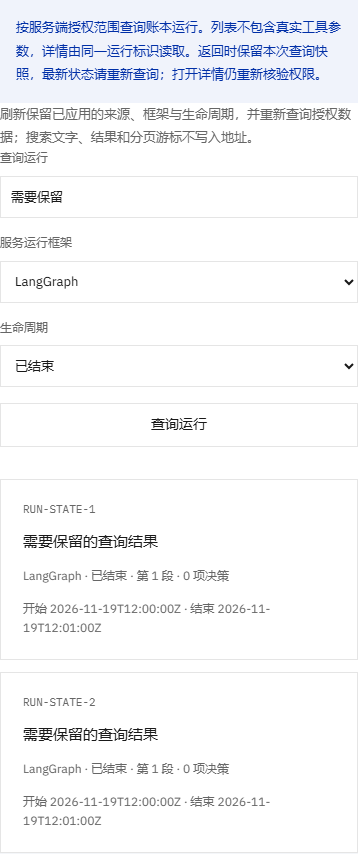 按服务端授权范围查询账本运行。列表不包含真实工具参
数，详情由同一运行标识读取。返回时保留本次查询快
照，最新状态请重新查询；打开详情仍重新核验权限。
刷新保留已应用的来源、框架与生命周期，并重新查询授权数
据；搜索文字、结果和分页游标不写入地址。
查询运行
需要保留
服务运行框架
LangGraph
生命周期
已结束
查询运行
RUN-STATE-1
需要保留的查询结果
LangGraph · 已结束 · 第 1 段 · 0 项决策
开始 2026-11-19T12:00:00Z · 结束 2026-11-
19T12:01:00Z
RUN-STATE-2
需要保留的查询结果
LangGraph · 已结束 · 第 1 段 · 0 项决策
开始 2026-11-19T12:00:00Z · 结束 2026-11-
19T12:01:00Z